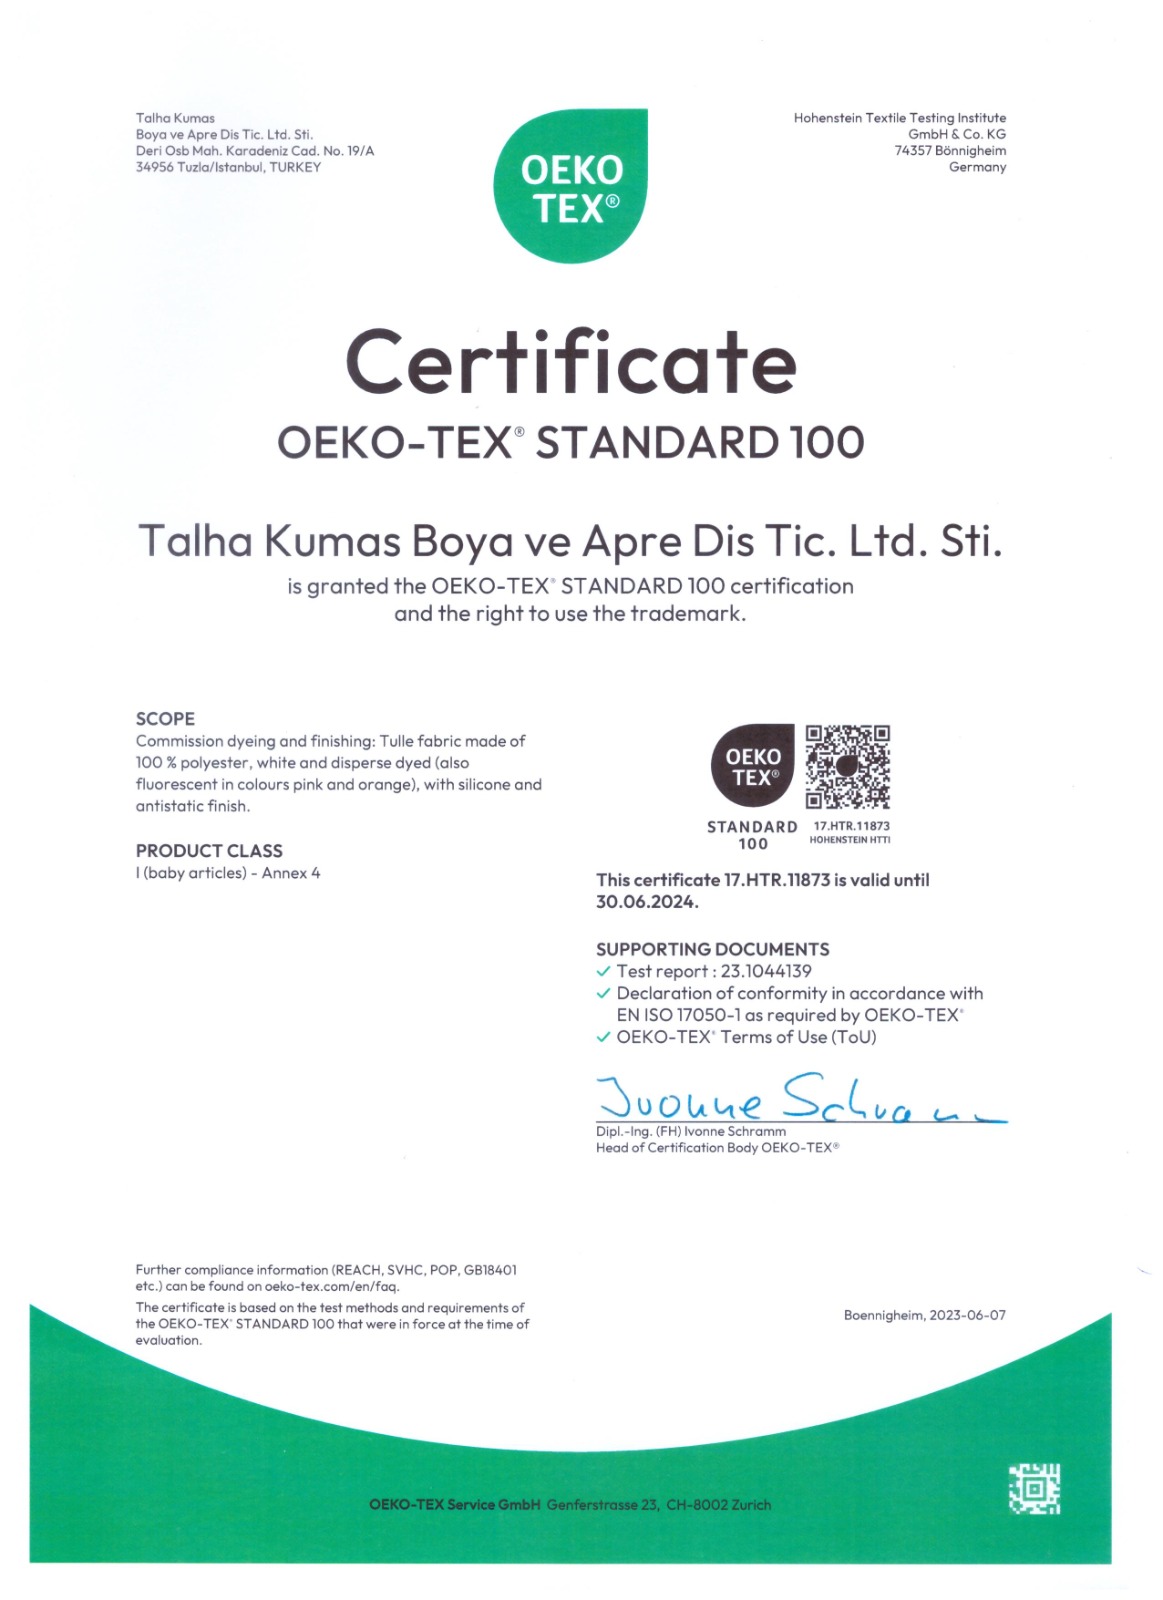 Talha Kumas
Boya ve Apre Dis Tic. Ltd. Sti.
Deri Osb Mah. Karadeniz Cad. No. 19/A
34956 Tuzla/Istanbul, TURKEY
OEKO
TEX®
Hohenstein Textile Testing Institute
GmbH & Co. KG
74357 Bönnigheim
Germany
Certificate
OEKO-TEX® STANDARD 100
Talha Kumas Boya ve Apre Dis Tic. Ltd. Sti.
is granted the OEKO-TEX® STANDARD 100 certification
and the right to use the trademark.
SCOPE
Commission dyeing and finishing: Tulle fabric made of
100 % polyester, white and disperse dyed (also
fluorescent in colours pink and orange), with silicone and
antistatic finish.
PRODUCT CLASS
I (baby articles) - Annex 4
OEKO
TEX®
STANDARD
100
17.HTR.11873
HOHENSTEIN HTTI
This certificate 17.HTR.11873 is valid until
30.06.2024.
SUPPORTING DOCUMENTS
✓ Test report : 23.1044139
✓ Declaration of conformity in accordance with
EN ISO 17050-1 as required by OEKO-TEX®
✓ OEKO-TEX® Terms of Use (ToU)
Ivonne Schramm
Dipl.-Ing. (FH) Ivonne Schramm
Head of Certification Body OEKO-TEX®
Further compliance information (REACH, SVHC, POP, GB18401
etc.) can be found on oeko-tex.com/en/faq.
The certificate is based on the test methods and requirements of
the OEKO-TEX® STANDARD 100 that were in force at the time of
evaluation.
Boennigheim, 2023-06-07
OEKO-TEX Service GmbH Genferstrasse 23, CH-8002 Zurich